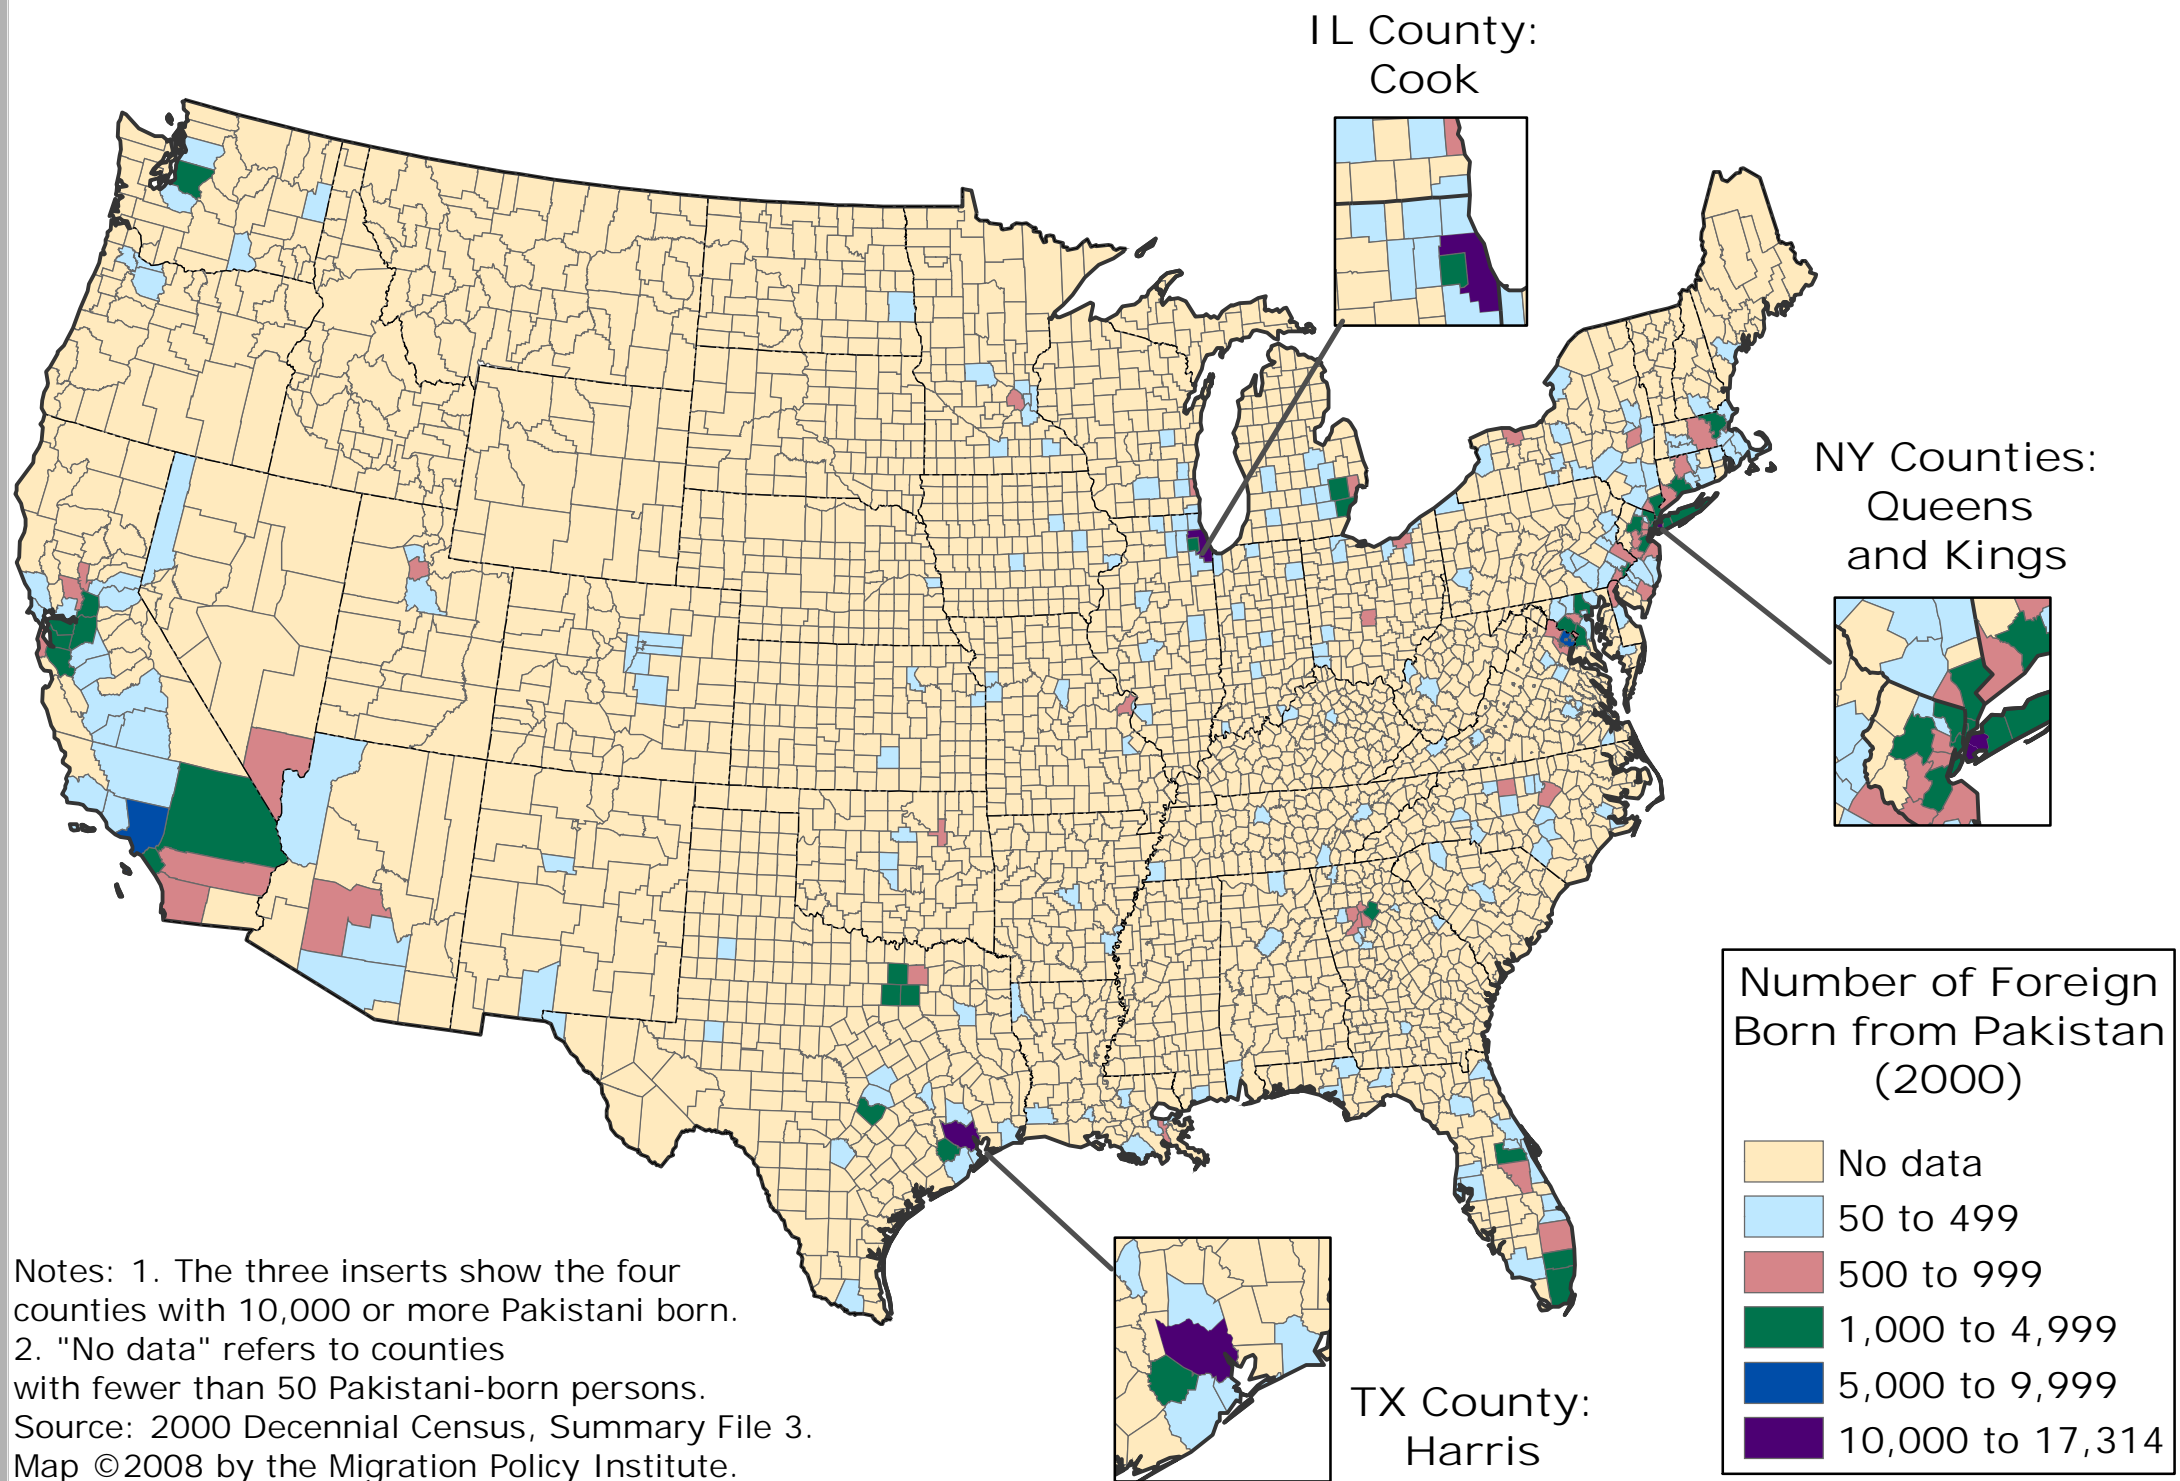 IL County:
Cook
NY Counties:
Queens
and Kings
Number of Foreign
Born from Pakistan
(2000)
No data
50 to 499
500 to 999
1,000 to 4,999
5,000 to 9,999
10,000 to 17,314
TX County:
Harris
Notes: 1. The three inserts show the four
counties with 10,000 or more Pakistani born.
2. "No data" refers to counties
with fewer than 50 Pakistani-born persons.
Source: 2000 Decennial Census, Summary File 3.
Map ©2008 by the Migration Policy Institute.